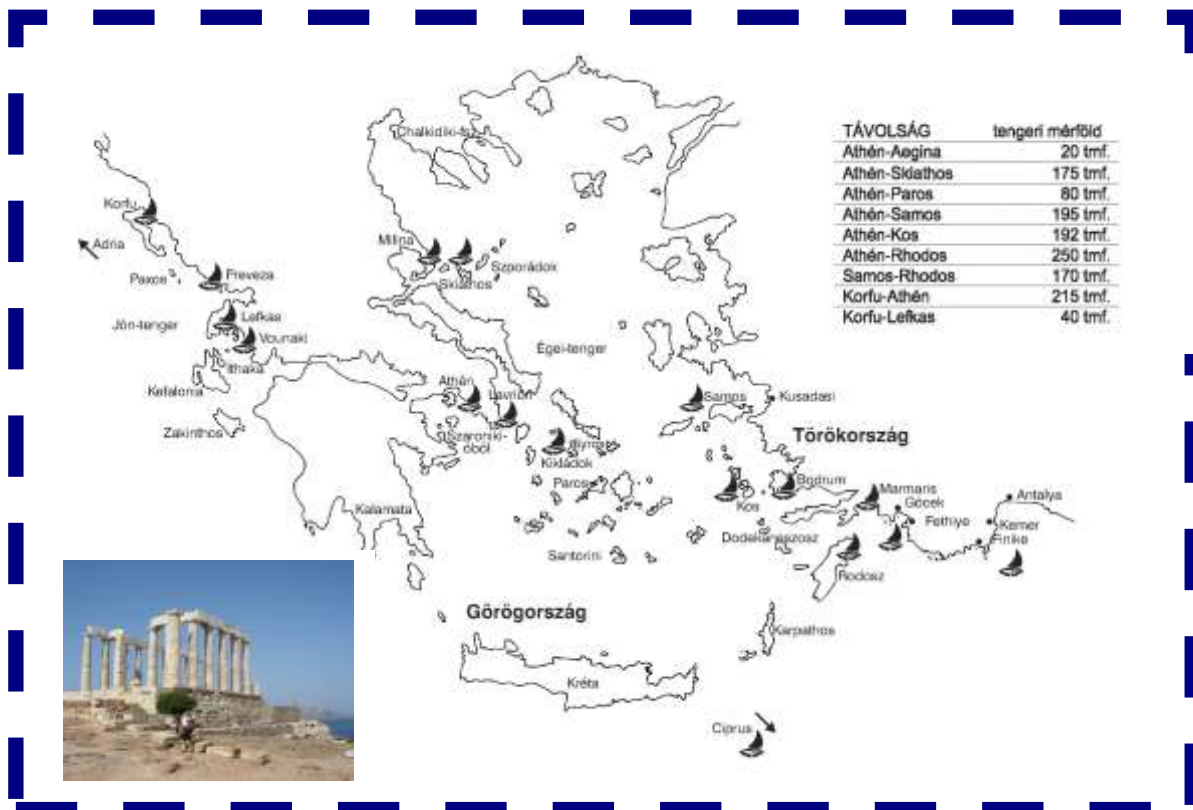 TÁVOLSÁG tengeri mérföld
Athén-Aegina 20 tmf.
Athén-Skiathos 175 tmf.
Athén-Paros 80 tmf.
Athén-Samos 195 tmf.
Athén-Kos 192 tmf.
Athén-Rhodos 250 tmf.
Samos-Rhodos 170 tmf.
Korfu-Athén 215 tmf.
Korfu-Lefkas 40 tmf.
Chalkidiki-fsz.
Korfu
Adria
Milina
Paxos
Preveza
Szporádok
Skiathos
Jón-tenger
Lefkas
Vounaki
Égei-tenger
Ithaka
Kefalonia
Athén
Lavrion
Samos
Kusadasi
Zakinthos
Szaroniki-
öböl
Törökország
Kikládok
Paros
Bodrum
Marmaris
Kos
Göcek
Antalya
Kalamata
Fethiye
Kemer
Dodekániszosz
Finike
Santorini
Rodosz
Görögország
Karpathos
Kréta
Ciprus